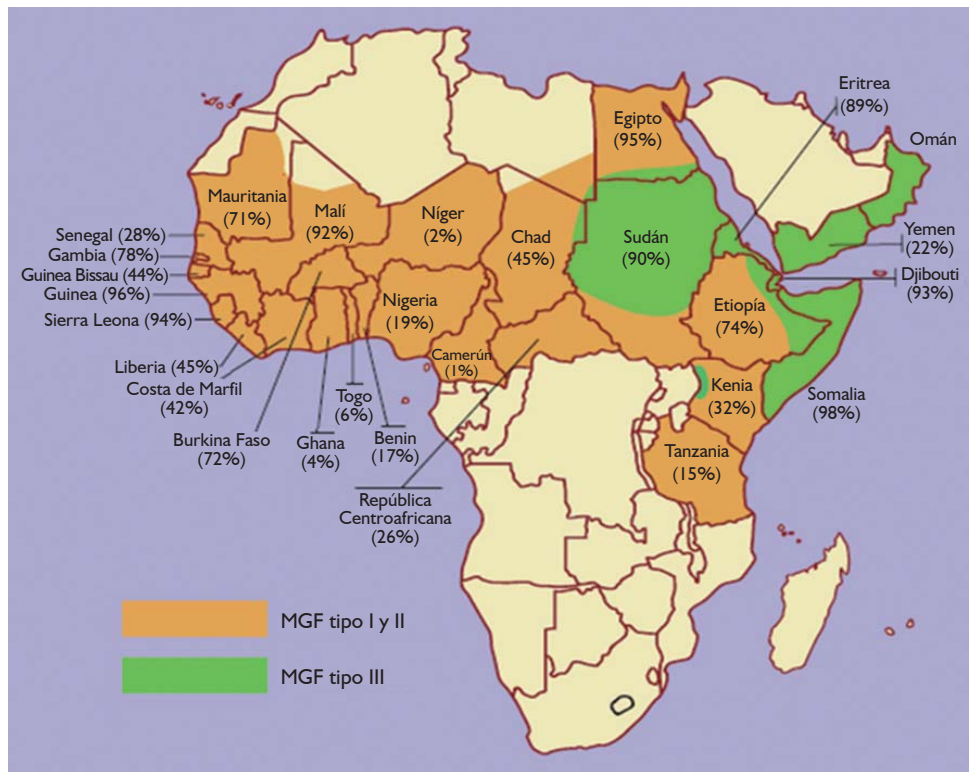 Eritrea
(89%)
Egipto
(95%)
Omán
Mauritania
(71%)
Malí
(92%)
Níger
(2%)
Chad
(45%)
Sudán
(90%)
Yemen
(22%)
Senegal (28%)
Gambia (78%)
Guinea Bissau (44%)
Guinea (96%)
Sierra Leona (94%)
Djibouti
(93%)
Nigeria
(19%)
Etiopía
(74%)
Liberia (45%)
Costa de Marfil
(42%)
Camerún
(1%)
Kenia
(32%)
Somalia
(98%)
Togo
(6%)
Burkina Faso
(72%)
Ghana
(4%)
Benin
(17%)
Tanzania
(15%)
República
Centroafricana
(26%)
MGF tipo I y II
MGF tipo III